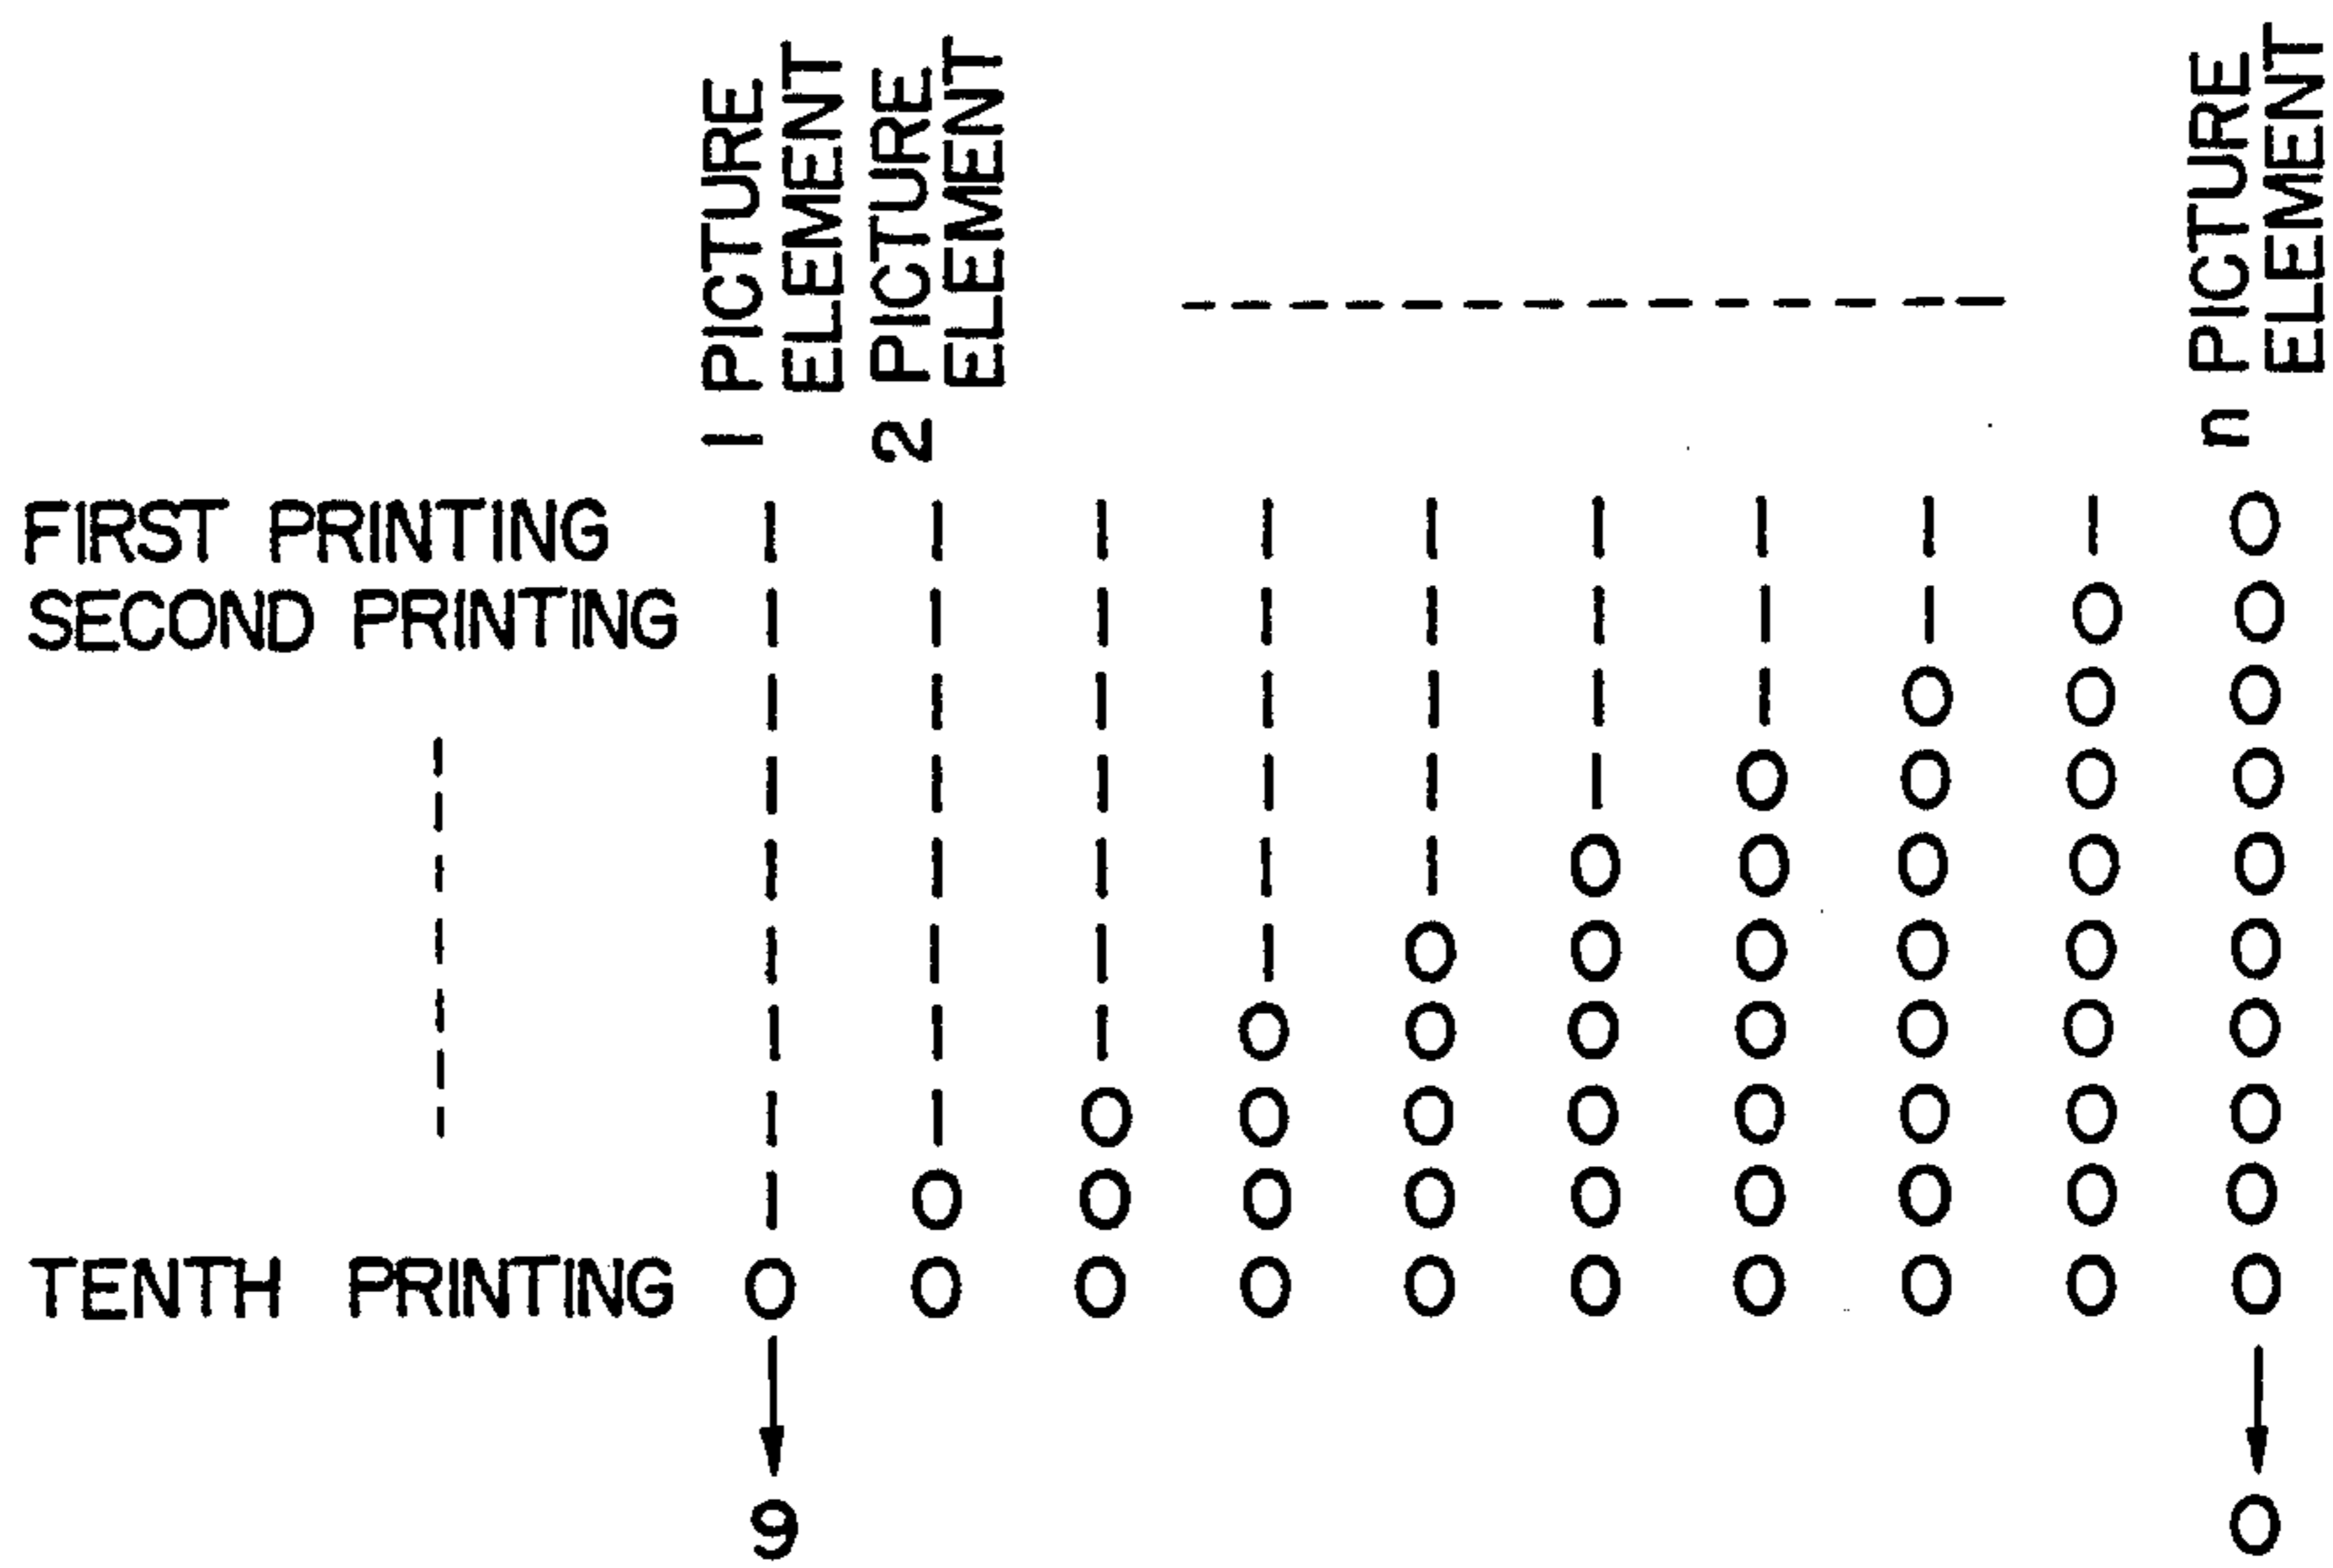 1 PICTURE
ELEMENT
2 PICTURE
ELEMENT
n PICTURE
ELEMENT
FIRST PRINTING 1 1 1 1 1 1 1 1 1 0
SECOND PRINTING 1 1 1 1 1 1 1 1 0 0
1 1 1 1 1 1 1 0 0 0
1 1 1 1 1 1 0 0 0 0
1 1 1 1 1 0 0 0 0 0
1 1 1 1 0 0 0 0 0 0
1 1 1 0 0 0 0 0 0 0
1 1 0 0 0 0 0 0 0 0
1 0 0 0 0 0 0 0 0 0
TENTH PRINTING 0 0 0 0 0 0 0 0 0 0
9 0